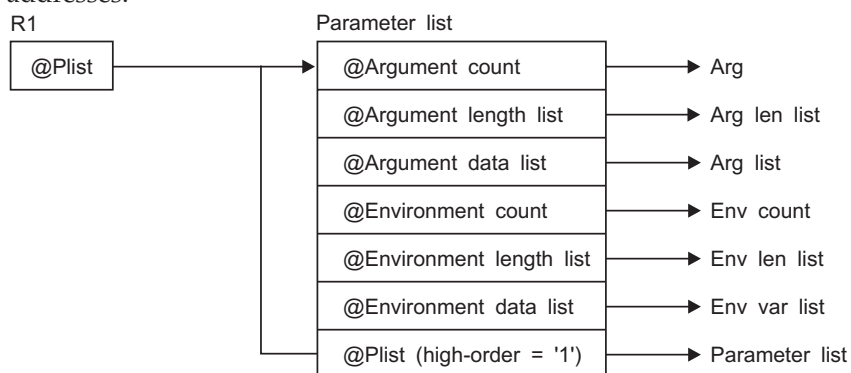 addresses:
R1 Parameter list
@Plist @Argument count Arg
@Argument length list Arg len list
@Argument data list Arg list
@Environment count Env count
@Environment length list Env len list
@Environment data list Env var list
@Plist (high-order = '1') Parameter list